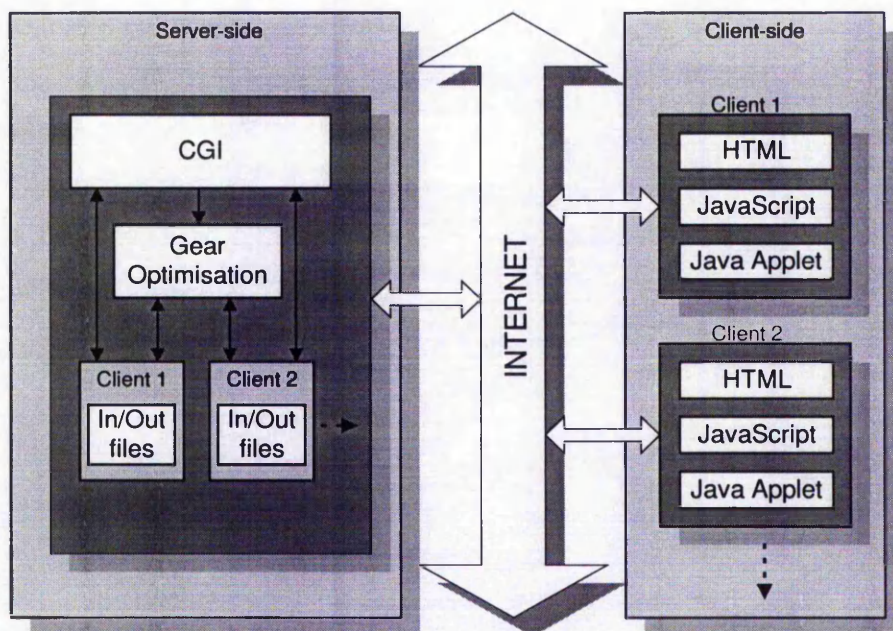 Server-side
CGI
Gear
Optimisation
Client 1
In/Out
files
Client 2
In/Out
files
INTERNET
Client-side
Client 1
HTML
JavaScript
Java Applet
Client 2
HTML
JavaScript
Java Applet